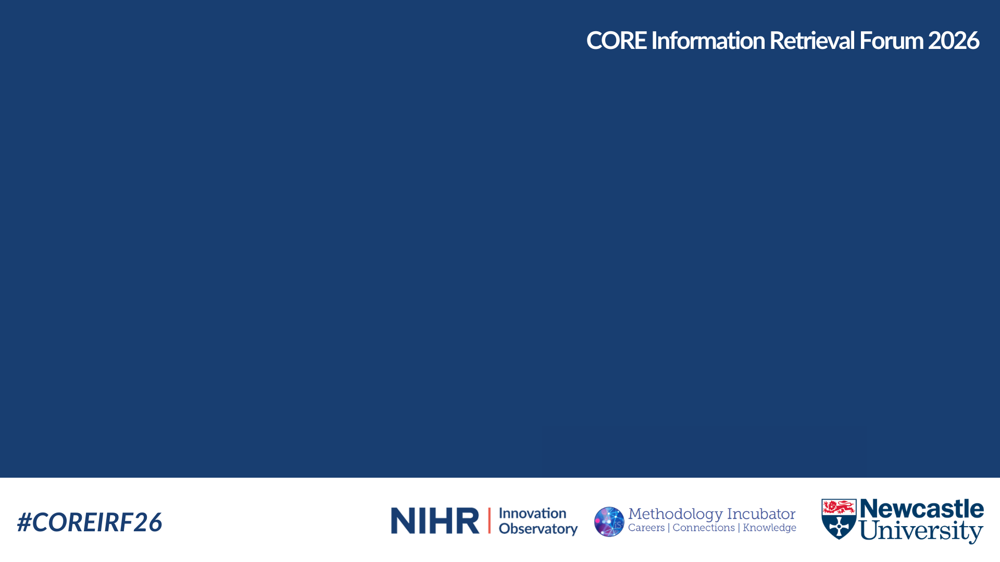 CORE Information Retrieval Forum 2026
#COREIRF26
NIHR | Innovation
Observatory
Methodology Incubator
Careers | Connections | Knowledge
Newcastle
University